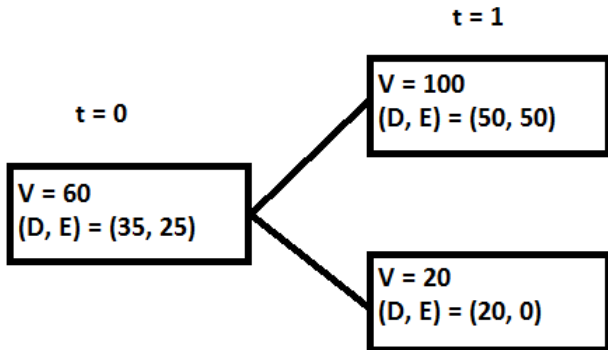 t = 1
V = 100
(D, E) = (50, 50)
t = 0
V = 60
(D, E) = (35, 25)
V = 20
(D, E) = (20, 0)